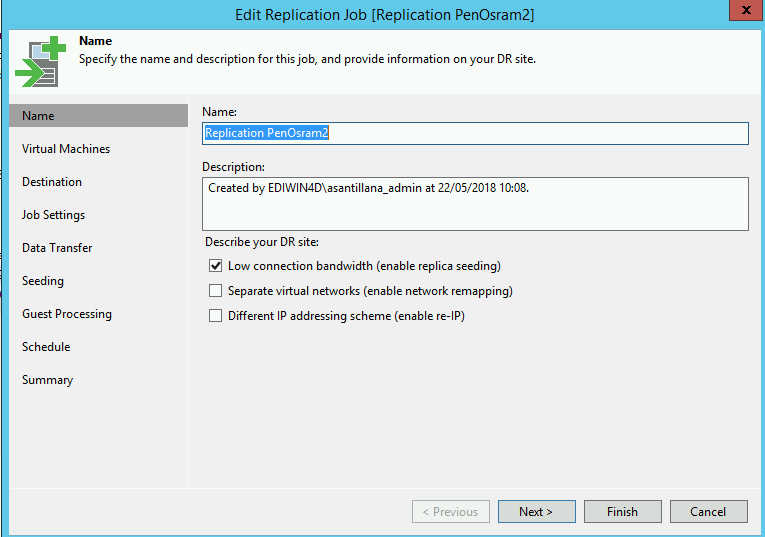 Edit Replication Job [Replication PenOsram2]
x
Name
Specify the name and description for this job, and provide information on your DR site.
Name
Virtual Machines
Destination
Job Settings
Data Transfer
Seeding
Guest Processing
Schedule
Summary
Name:
Replication PenOsram2
Description:
Created by EDIWIN4D\asantillana_admin at 22/05/2018 10:08.
Describe your DR site:
Low connection bandwidth (enable replica seeding)
Separate virtual networks (enable network remapping)
Different IP addressing scheme (enable re-IP)
< Previous
Next >
Finish
Cancel